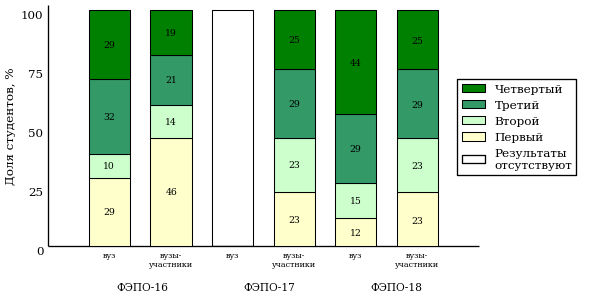 100
75
50
25
0
Доля студентов, %
29
32
10
29
19
21
14
46
25
29
23
23
44
29
15
12
25
29
23
23
вуз
вузы-
участники
вуз
вузы-
участники
вуз
вузы-
участники
ФЭПО-16
ФЭПО-17
ФЭПО-18
Четвертый
Третий
Второй
Первый
Результаты
отсутствуют